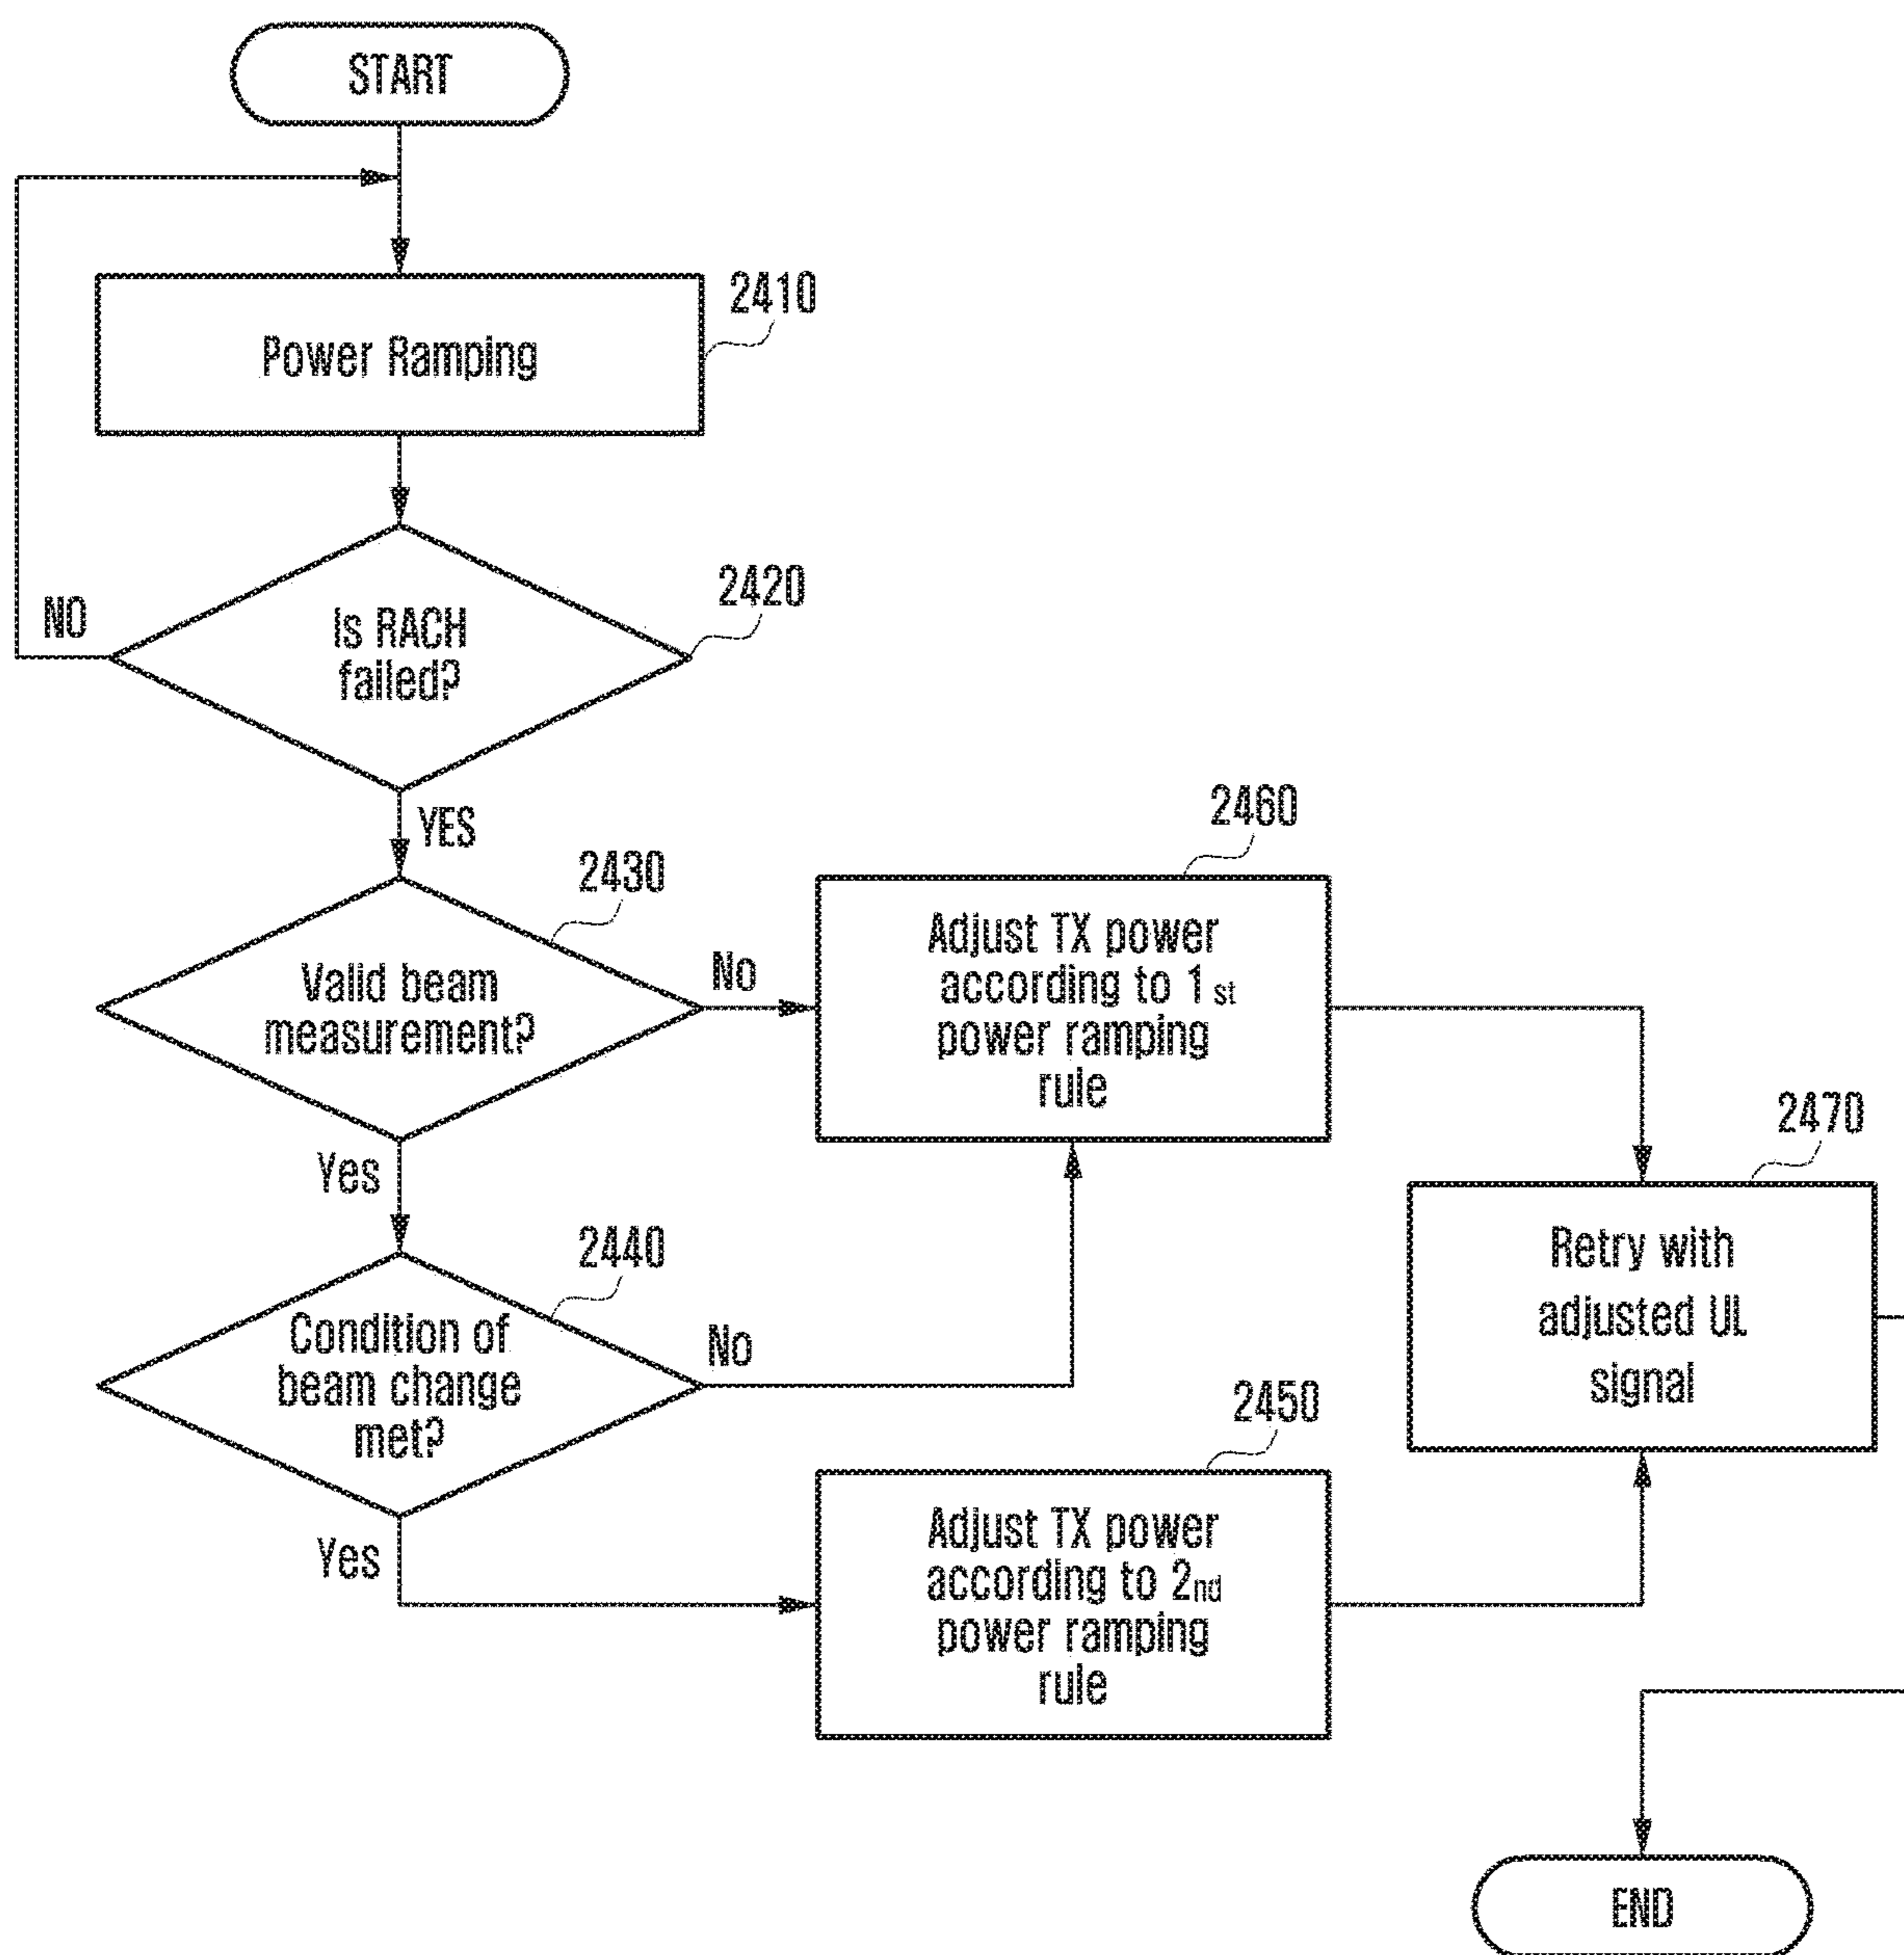 START
2410
Power Ramping
2420
NO
Is RACH
failed?
YES
2430
Valid beam
measurement?
No
2460
Adjust TX power
according to 1 st
power ramping
rule
Yes
2440
Condition of
beam change
met?
No
2470
Retry with
adjusted UL
signal
Yes
2450
Adjust TX power
according to 2nd
power ramping
rule
END